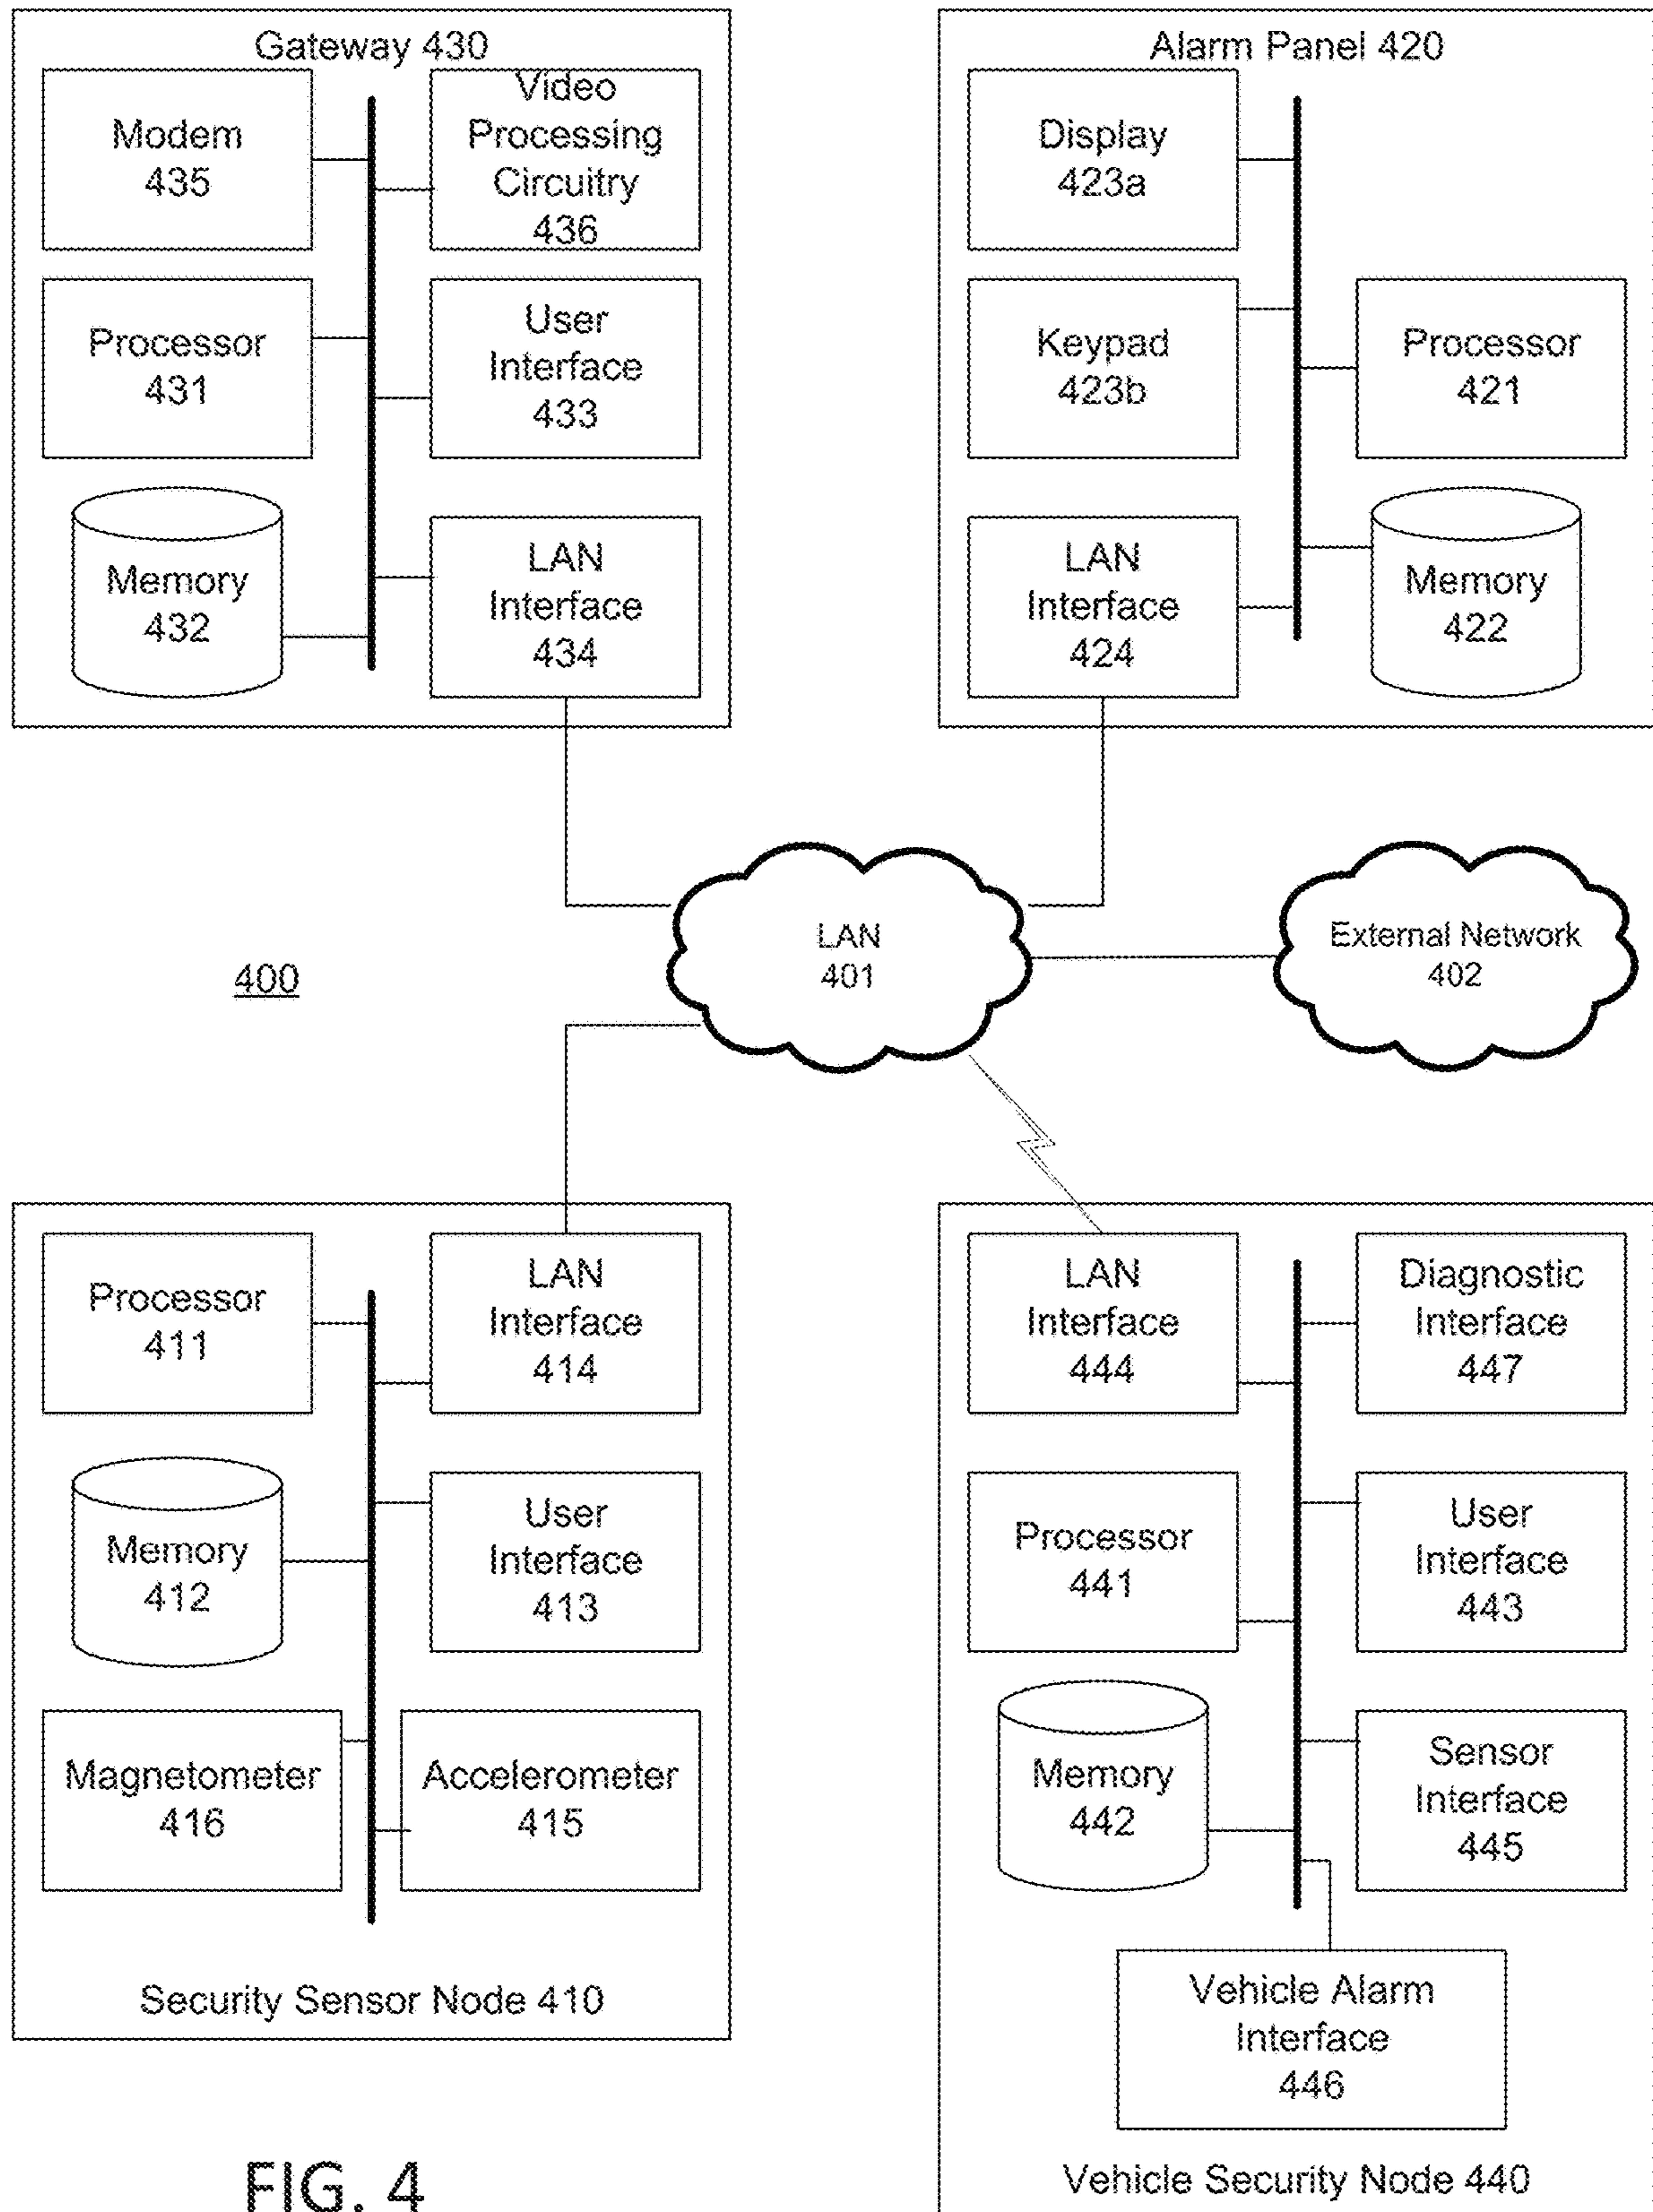 Gateway 430
Modem
435
Video
Processing
Circuitry
436
Processor
431
User
Interface
433
Memory
432
LAN
Interface
434
Alarm Panel 420
Display
423a
Keypad
423b
Processor
421
LAN
Interface
424
Memory
422
LAN
401
External Network
402
400
Processor
411
LAN
Interface
414
Memory
412
User
Interface
413
Magnetometer
416
Accelerometer
415
Security Sensor Node 410
LAN
Interface
444
Diagnostic
Interface
447
Processor
441
User
Interface
443
Memory
442
Sensor
Interface
445
Vehicle Alarm
Interface
446
Vehicle Security Node 440
FIG. 4